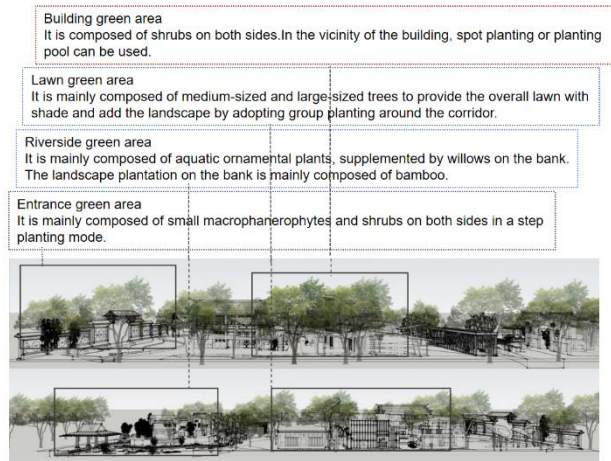 Building green area
It is composed of shrubs on both sides.In the vicinity of the building, spot planting or planting
pool can be used.
Lawn green area
It is mainly composed of medium-sized and large-sized trees to provide the overall lawn with
shade and add the landscape by adopting group planting around the corridor.
Riverside green area
It is mainly composed of aquatic ornamental plants, supplemented by willows on the bank.
The landscape plantation on the bank is mainly composed of bamboo.
Entrance green area
It is mainly composed of small macrophanerophytes and shrubs on both sides in a step
planting mode.